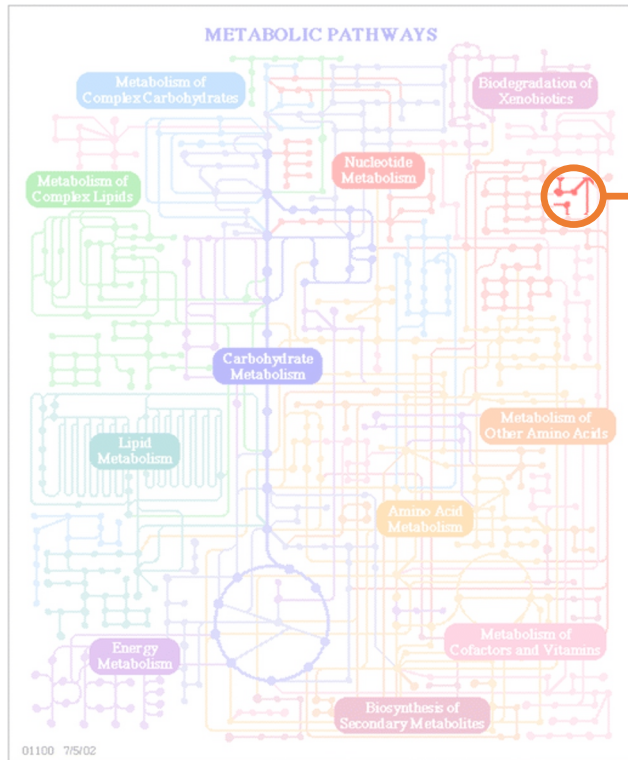 METABOLIC PATHWAYS
Metabolism of
Complex Carbohydrates
Biodegradation of
Xenobiotics
Nucleotide
Metabolism
Metabolism of
Complex Lipids
Carbohydrate
Metabolism
Metabolism of
Other Amino Acids
Lipid
Metabolism
Amino Acid
Metabolism
Metabolism of
Cofactors and Vitamins
Energy
Metabolism
Biosynthesis of
Secondary Metabolites
01100 7/5/02